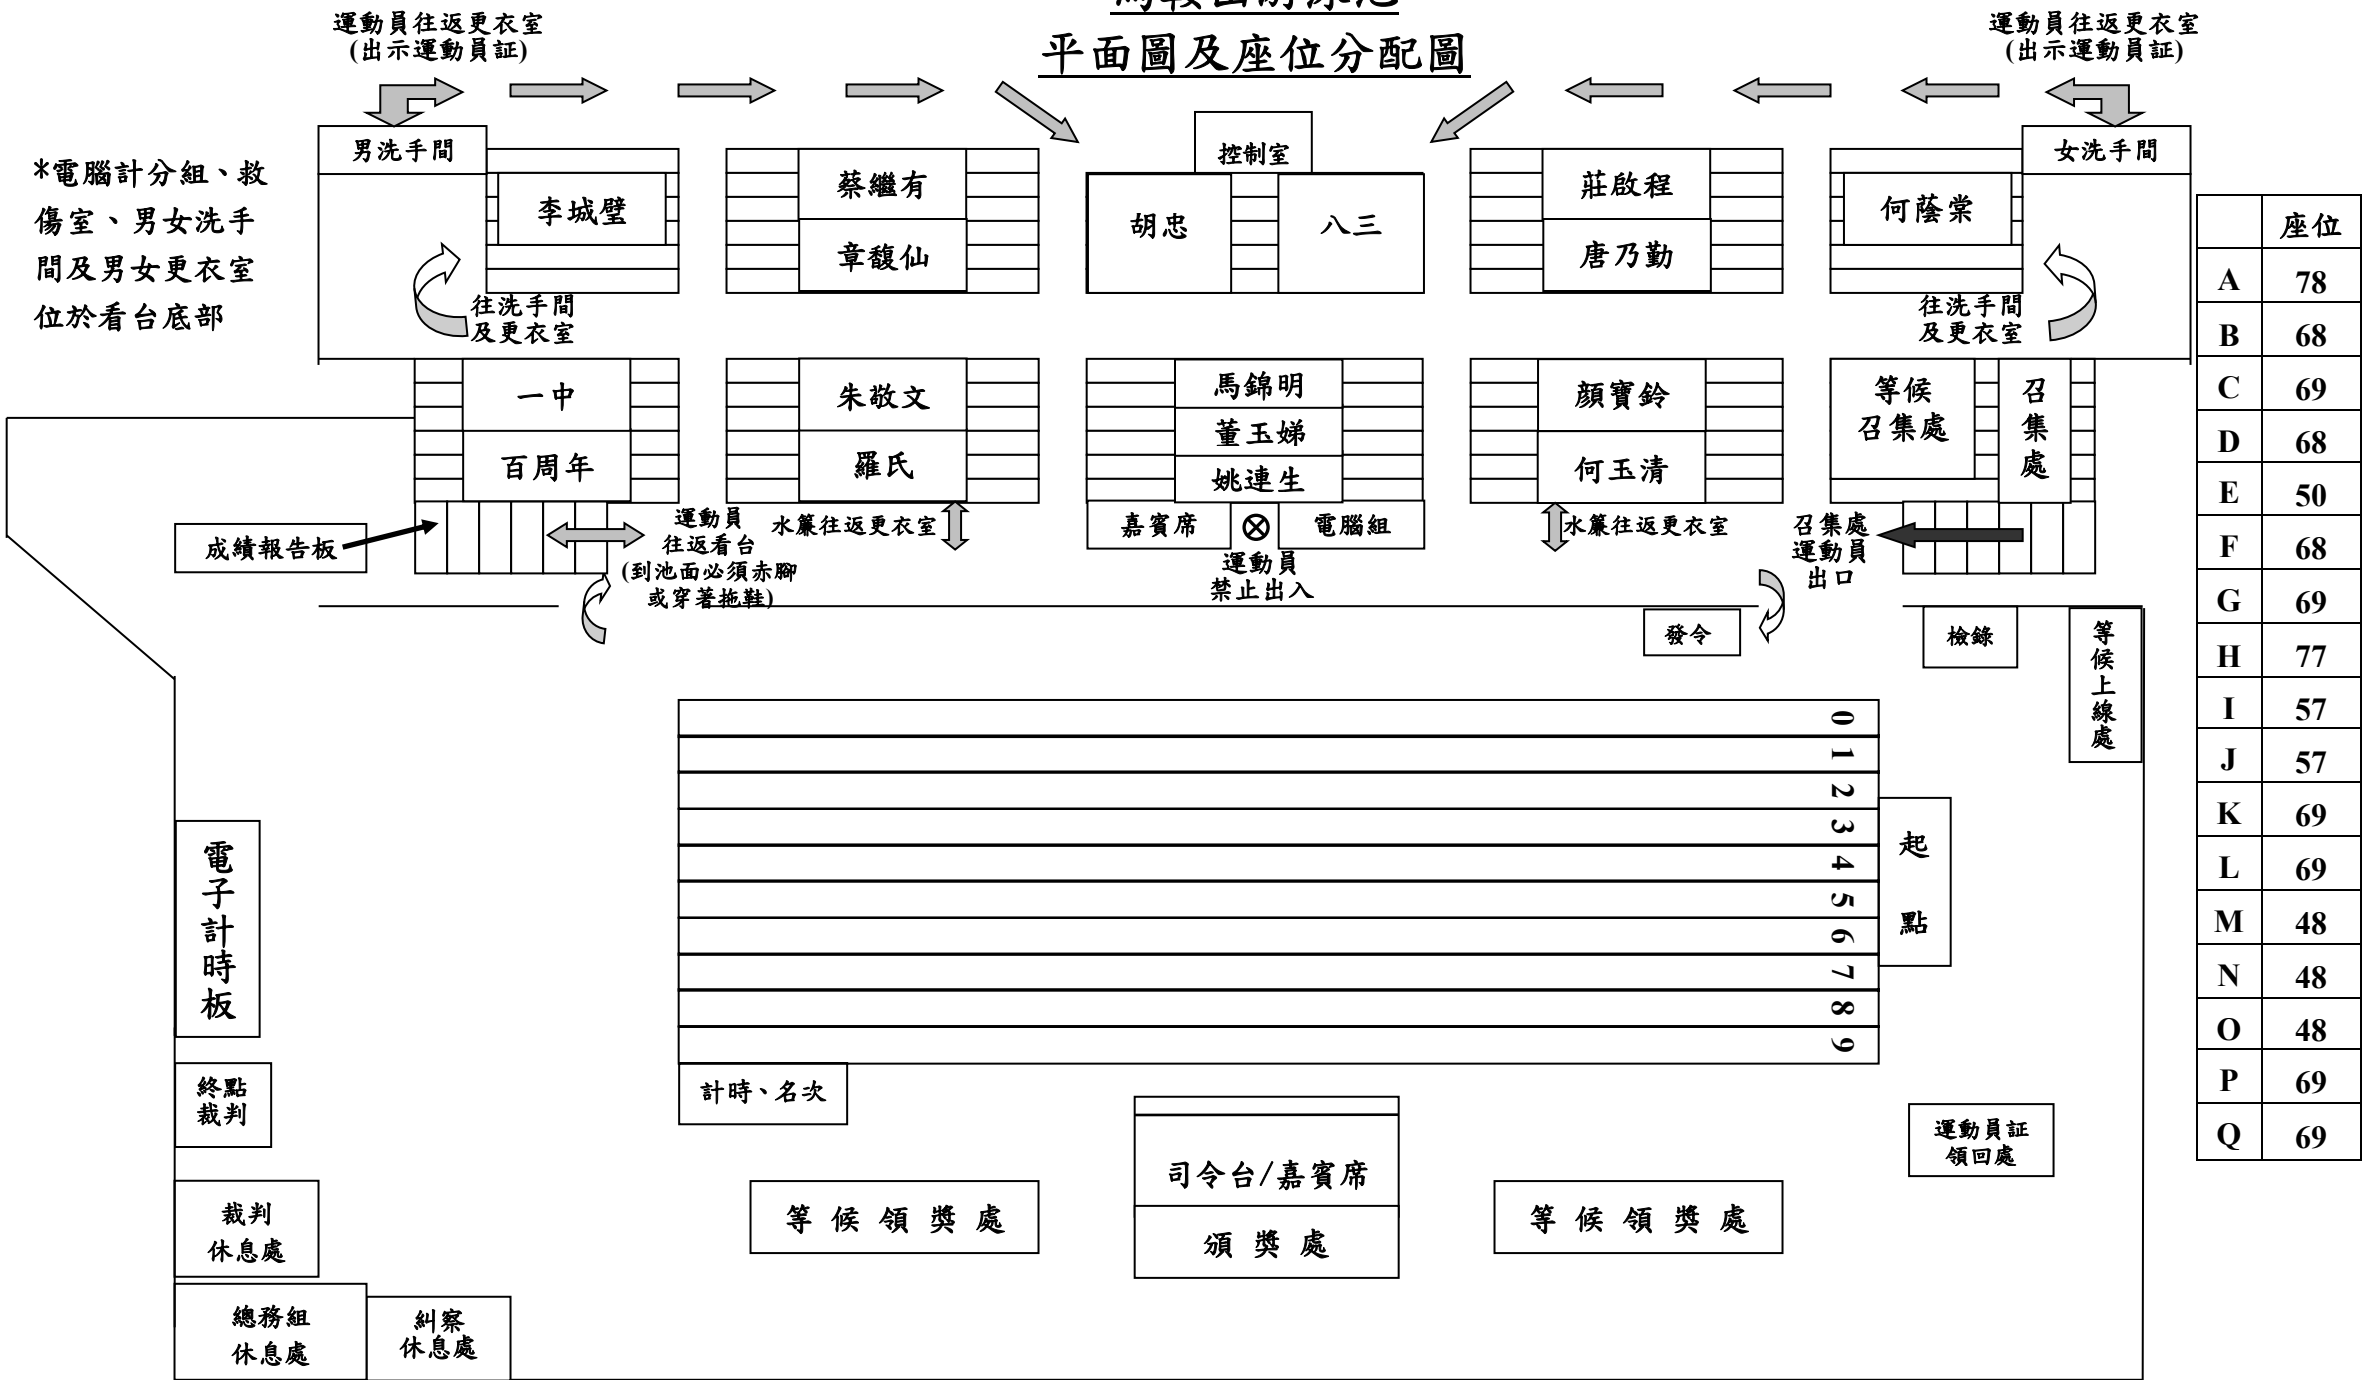 平面圖及座位分配圖
運動員往返更衣室
(出示運動員証)
運動員往返更衣室
(出示運動員証)
*電腦計分組、救
傷室、男女洗手
間及男女更衣室
位於看台底部
男洗手間
李城璧
蔡繼有
章馥仙
控制室
胡忠
八三
莊啟程
唐乃勤
何蔭棠
女洗手間
往洗手間
及更衣室
往洗手間
及更衣室
一中
百周年
朱敬文
羅氏
馬錦明
董玉娣
姚連生
顏寶鈴
何玉清
等候
召集處
召
集
處
成績報告板
運動員
往返看台
(到池面必須赤腳
或穿著拖鞋)
水簾往返更衣室
嘉賓席
電腦組
運動員
禁止出入
水簾往返更衣室
召集處
運動員
出口
發令
檢錄
等
候
上
線
處
0
1
2
3
4
5
6
7
8
9
起
點
電
子
計
時
板
終點
裁判
計時、名次
裁判
休息處
總務組
休息處
糾察
休息處
等候領獎處
司令台/嘉賓席
頒獎處
等候領獎處
運動員証
領回處
座位
A 78
B 68
C 69
D 68
E 50
F 68
G 69
H 77
I 57
J 57
K 69
L 69
M 48
N 48
O 48
P 69
Q 69